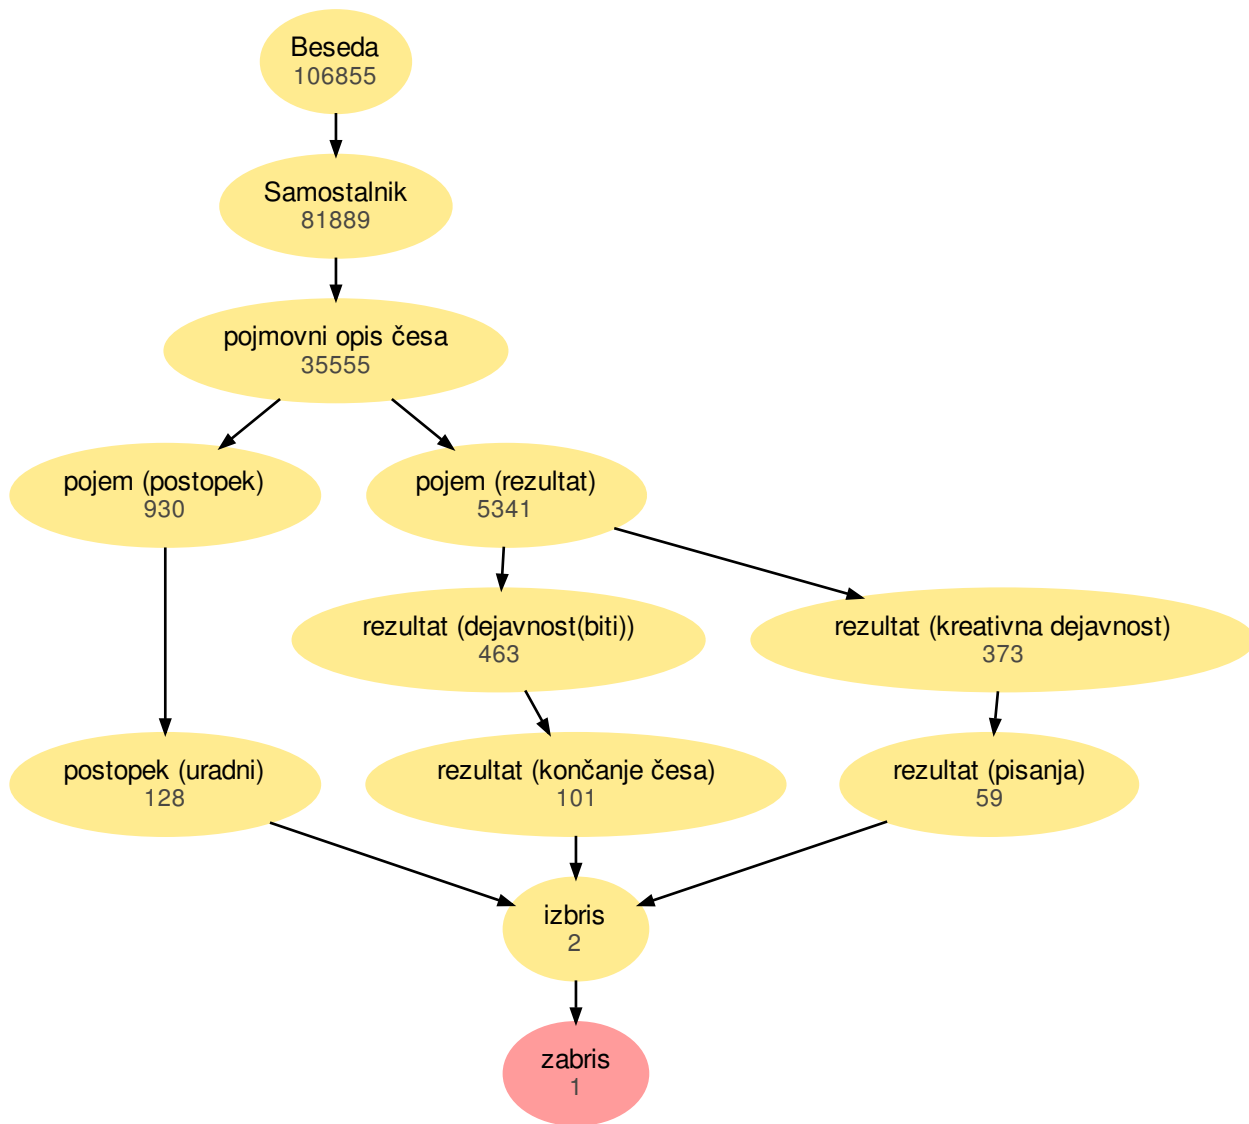 Beseda
106855
Samostalnik
81889
pojmovni opis česa
35555
pojem (postopek)
930
pojem (rezultat)
5341
rezultat (dejavnost(biti))
463
rezultat (kreativna dejavnost)
373
postopek (uradni)
128
rezultat (končanje česa)
101
rezultat (pisanja)
59
izbris
2
zabris
1